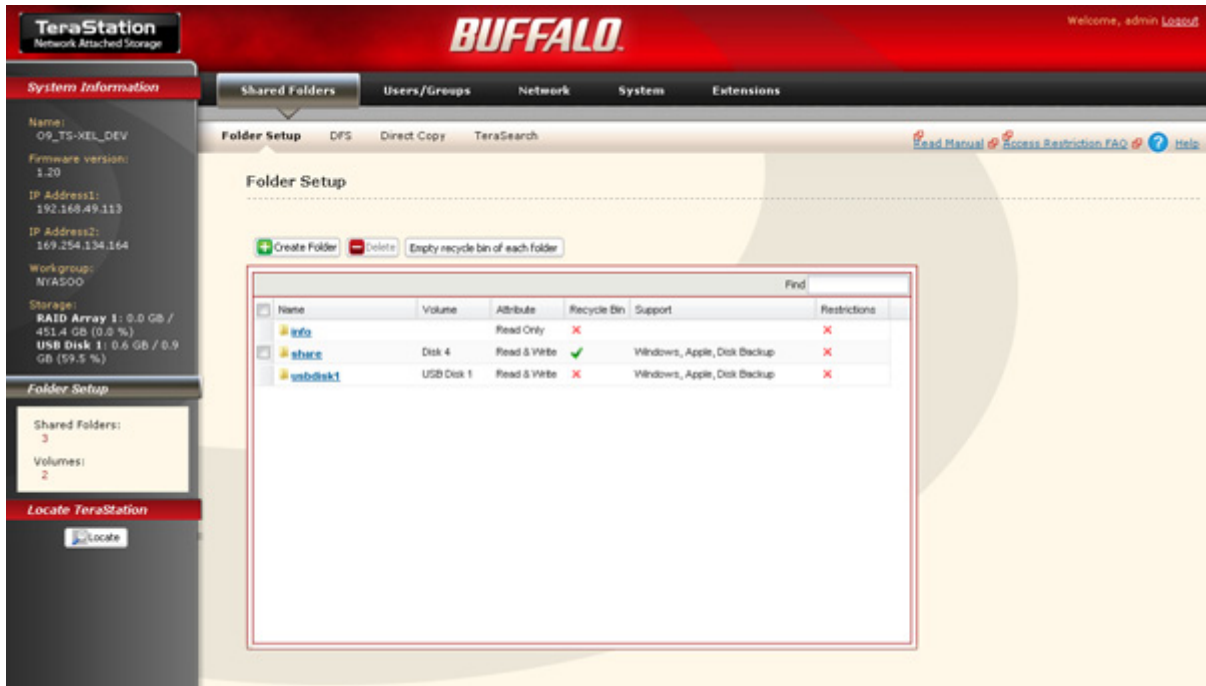 TeraStation
Network Attached Storage
BUFFALO.
Welcome, admin Logout
System Information
Shared Folders Users/Groups Network System Extensions
Name:
O9_TS-XEL_DEV
Firmware version:
1.20
IP Address1:
192.168.49.113
IP Address2:
169.254.134.164
Workgroup:
NYASOO
Storage:
RAID Array 1: 0.0 GB /
451.4 GB (0.0 %)
USB Disk 1: 0.6 GB / 0.9
GB (59.5 %)
Folder Setup
Shared Folders:
3
Volumes:
2
Locate TeraStation
Locate
Folder Setup DFS Direct Copy TeraSearch
Read Manual Access Restriction FAQ ? Help
Folder Setup
Create Folder Delete Empty recycle bin of each folder
Find
Name Volume Attribute Recycle Bin Support Restrictions
info Read Only
share Disk 4 Read & Write Windows, Apple, Disk Backup
usbdisk1 USB Disk 1 Read & Write Windows, Apple, Disk Backup